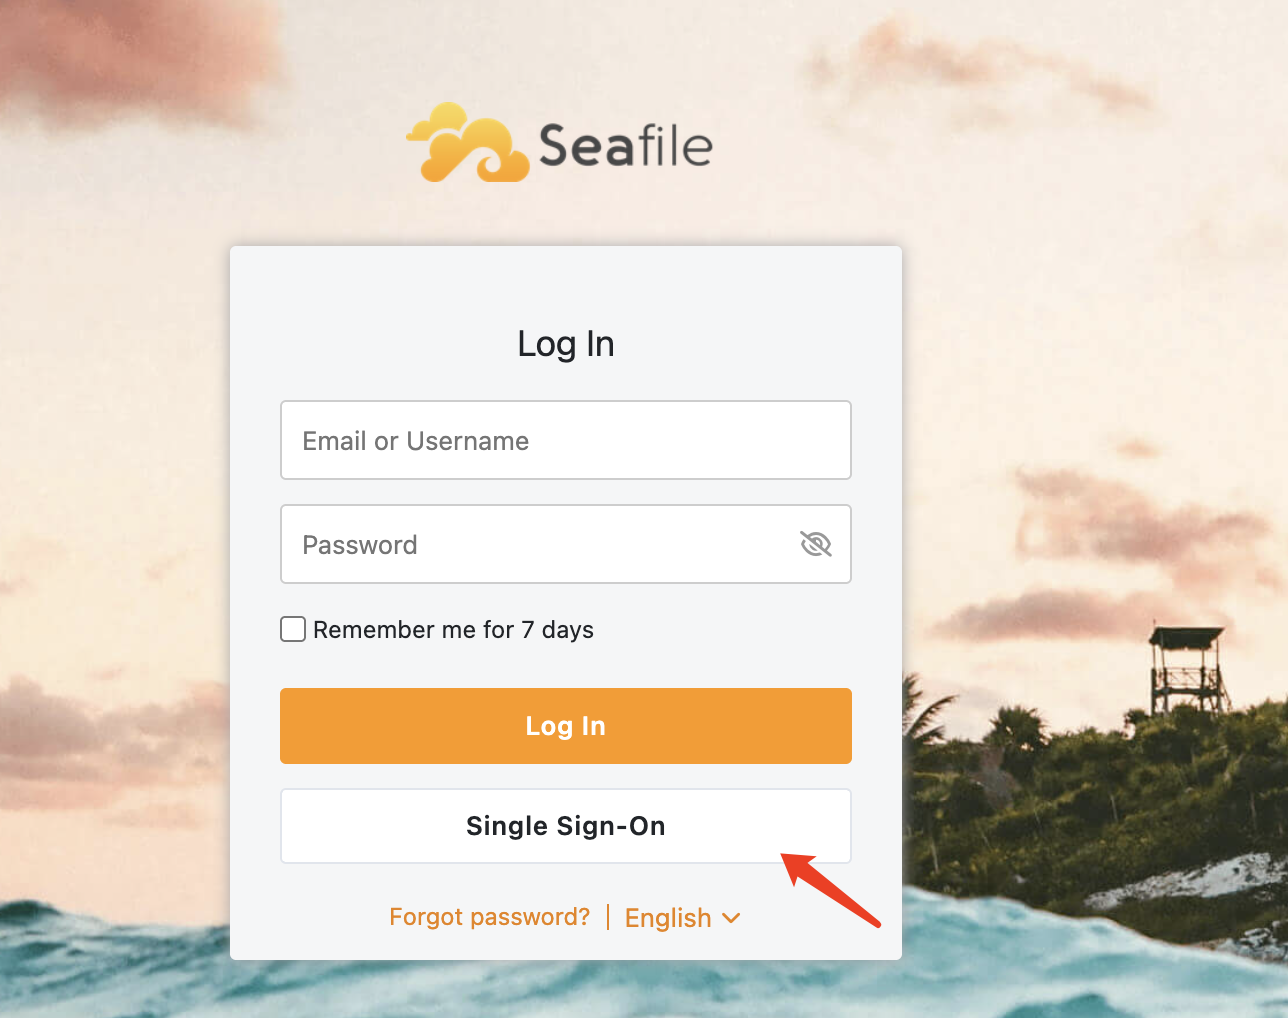 Seafile
Log In
Email or Username
Password
Remember me for 7 days
Log In
Single Sign-On
Forgot password? | English